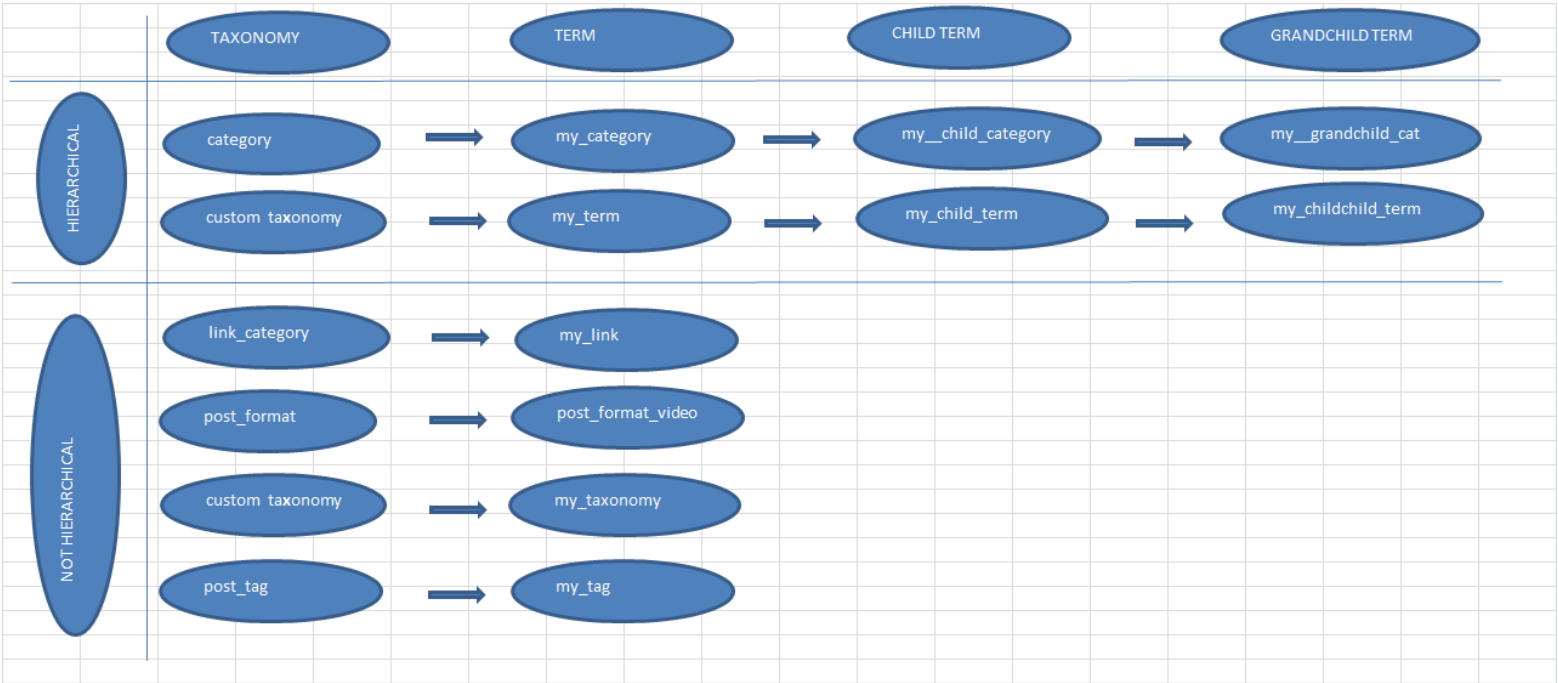 TAXONOMY
TERM
CHILD TERM
GRANDCHILD TERM
HIERARCHICAL
category
my_category
my__child_category
my__grandchild_cat
custom taxonomy
my_term
my_child_term
my_childchild_term
NOT HIERARCHICAL
link_category
my_link
post_format
post_format_video
custom taxonomy
my_taxonomy
post_tag
my_tag